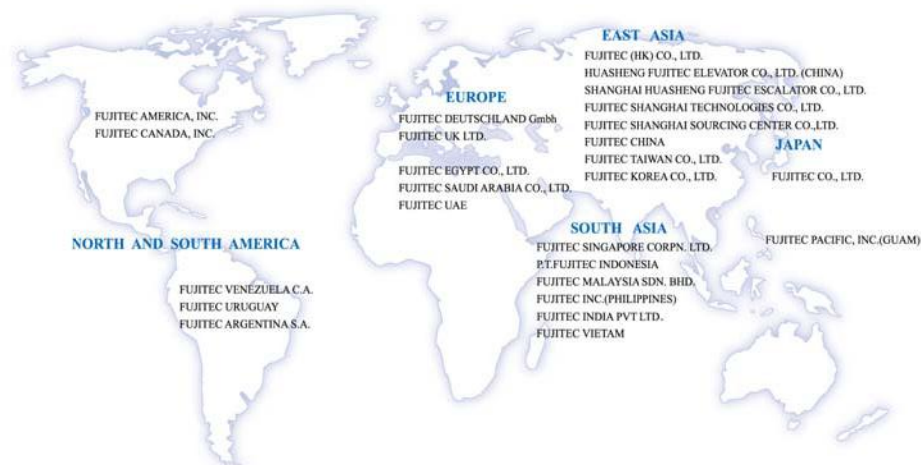 EAST ASIA
FUJITEC (HK) CO., LTD.
HUASHENG FUJITEC ELEVATOR CO., LTD. (CHINA)
SHANGHAI HUASHENG FUJITEC ESCALATOR CO., LTD.
FUJITEC SHANGHAI TECHNOLOGIES CO., LTD.
FUJITEC SHANGHAI SOURCING CENTER CO.,LTD.
FUJITEC CHINA
FUJITEC TAIWAN CO., LTD.
FUJITEC KOREA CO., LTD.
JAPAN
FUJITEC CO., LTD.
EUROPE
FUJITEC DEUTSCHLAND Gmbh
FUJITEC UK LTD.
FUJITEC EGYPT CO., LTD.
FUJITEC SAUDI ARABIA CO., LTD.
FUJITEC UAE
FUJITEC AMERICA, INC.
FUJITEC CANADA, INC.
NORTH AND SOUTH AMERICA
FUJITEC VENEZUELA C.A.
FUJITEC URUGUAY
FUJITEC ARGENTINA S.A.
SOUTH ASIA
FUJITEC SINGAPORE CORPN. LTD.
P.T.FUJITEC INDONESIA
FUJITEC MALAYSIA SDN. BHD.
FUJITEC INC.(PHILIPPINES)
FUJITEC INDIA PVT LTD.
FUJITEC VIETAM
FUJITEC PACIFIC, INC.(GUAM)